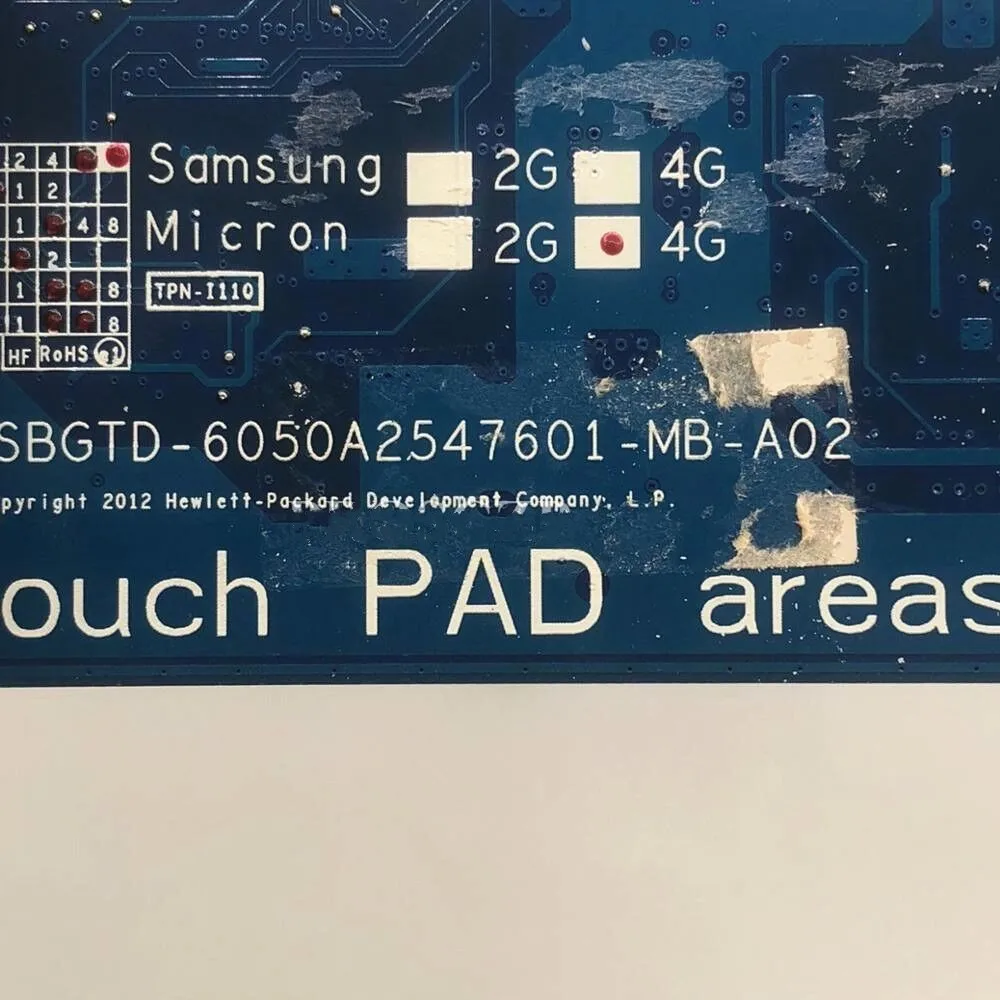 2 4
Samsung 2G 4G
1 2
1 4 8
Micron 2G 4G
2
1 8
TPN-I110
1 8
HF RoHS e1
SBGTD-6050A2547601-MB-A02
pyright 2012 Hewlett-Packard Development Company, L.P.
ouch PAD areas